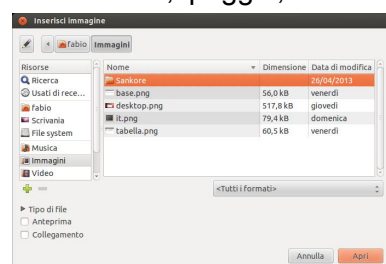 Inserisci immagine
fabio Immagini
Risorse
Ricerca
Usati di rece...
fabio
Scrivania
File system
Musica
Immagini
Video
Nome Dimensione Data di modifica
Sankore 26/04/2013
base.png 56,0 kB venerdì
desktop.png 517,8 kB giovedì
it.png 79,4 kB domenica
tabella.png 60,5 kB venerdì
<Tutti i formati>
Tipo di file
Anteprima
Collegamento
Annulla Apri